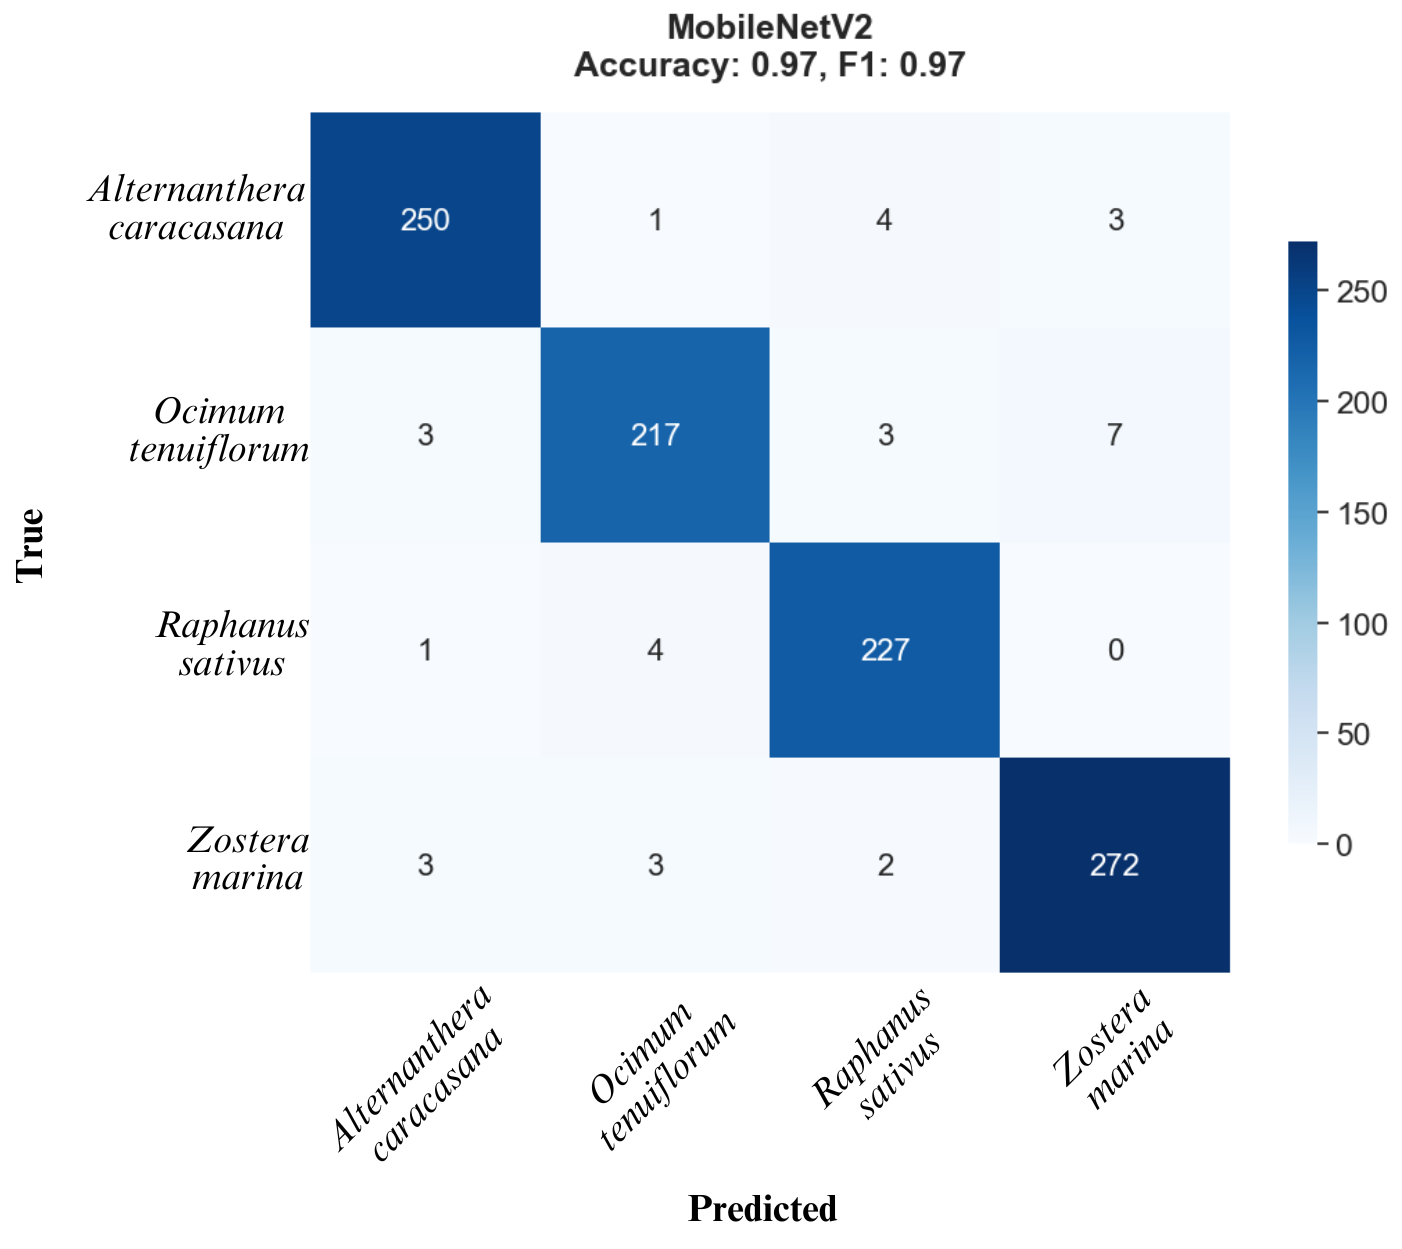 MobileNetV2
Accuracy: 0.97, F1: 0.97
Alternanthera
caracasana
250 1 4 3
Ocimum
tenuiflorum
3 217 3 7
Raphanus
sativus
1 4 227 0
Zostera
marina
3 3 2 272
True
250
200
150
100
50
0
Alternanthera
caracasana
Ocimum
tenuiflorum
Raphanus
sativus
Zostera
marina
Predicted